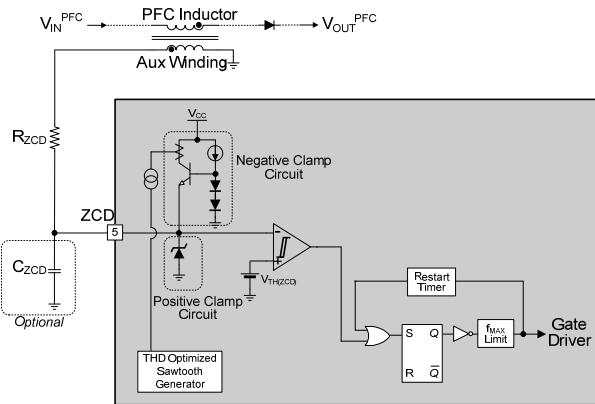 V_IN^PFC
PFC Inductor
V_OUT^PFC
Aux Winding
V_CC
R_ZCD
Negative Clamp
Circuit
ZCD
5
C_ZCD
Optional
Positive Clamp
Circuit
V_TH(ZCD)
Restart
Timer
S Q
R Q̅
f_MAX
Limit
Gate
Driver
THD Optimized
Sawtooth
Generator